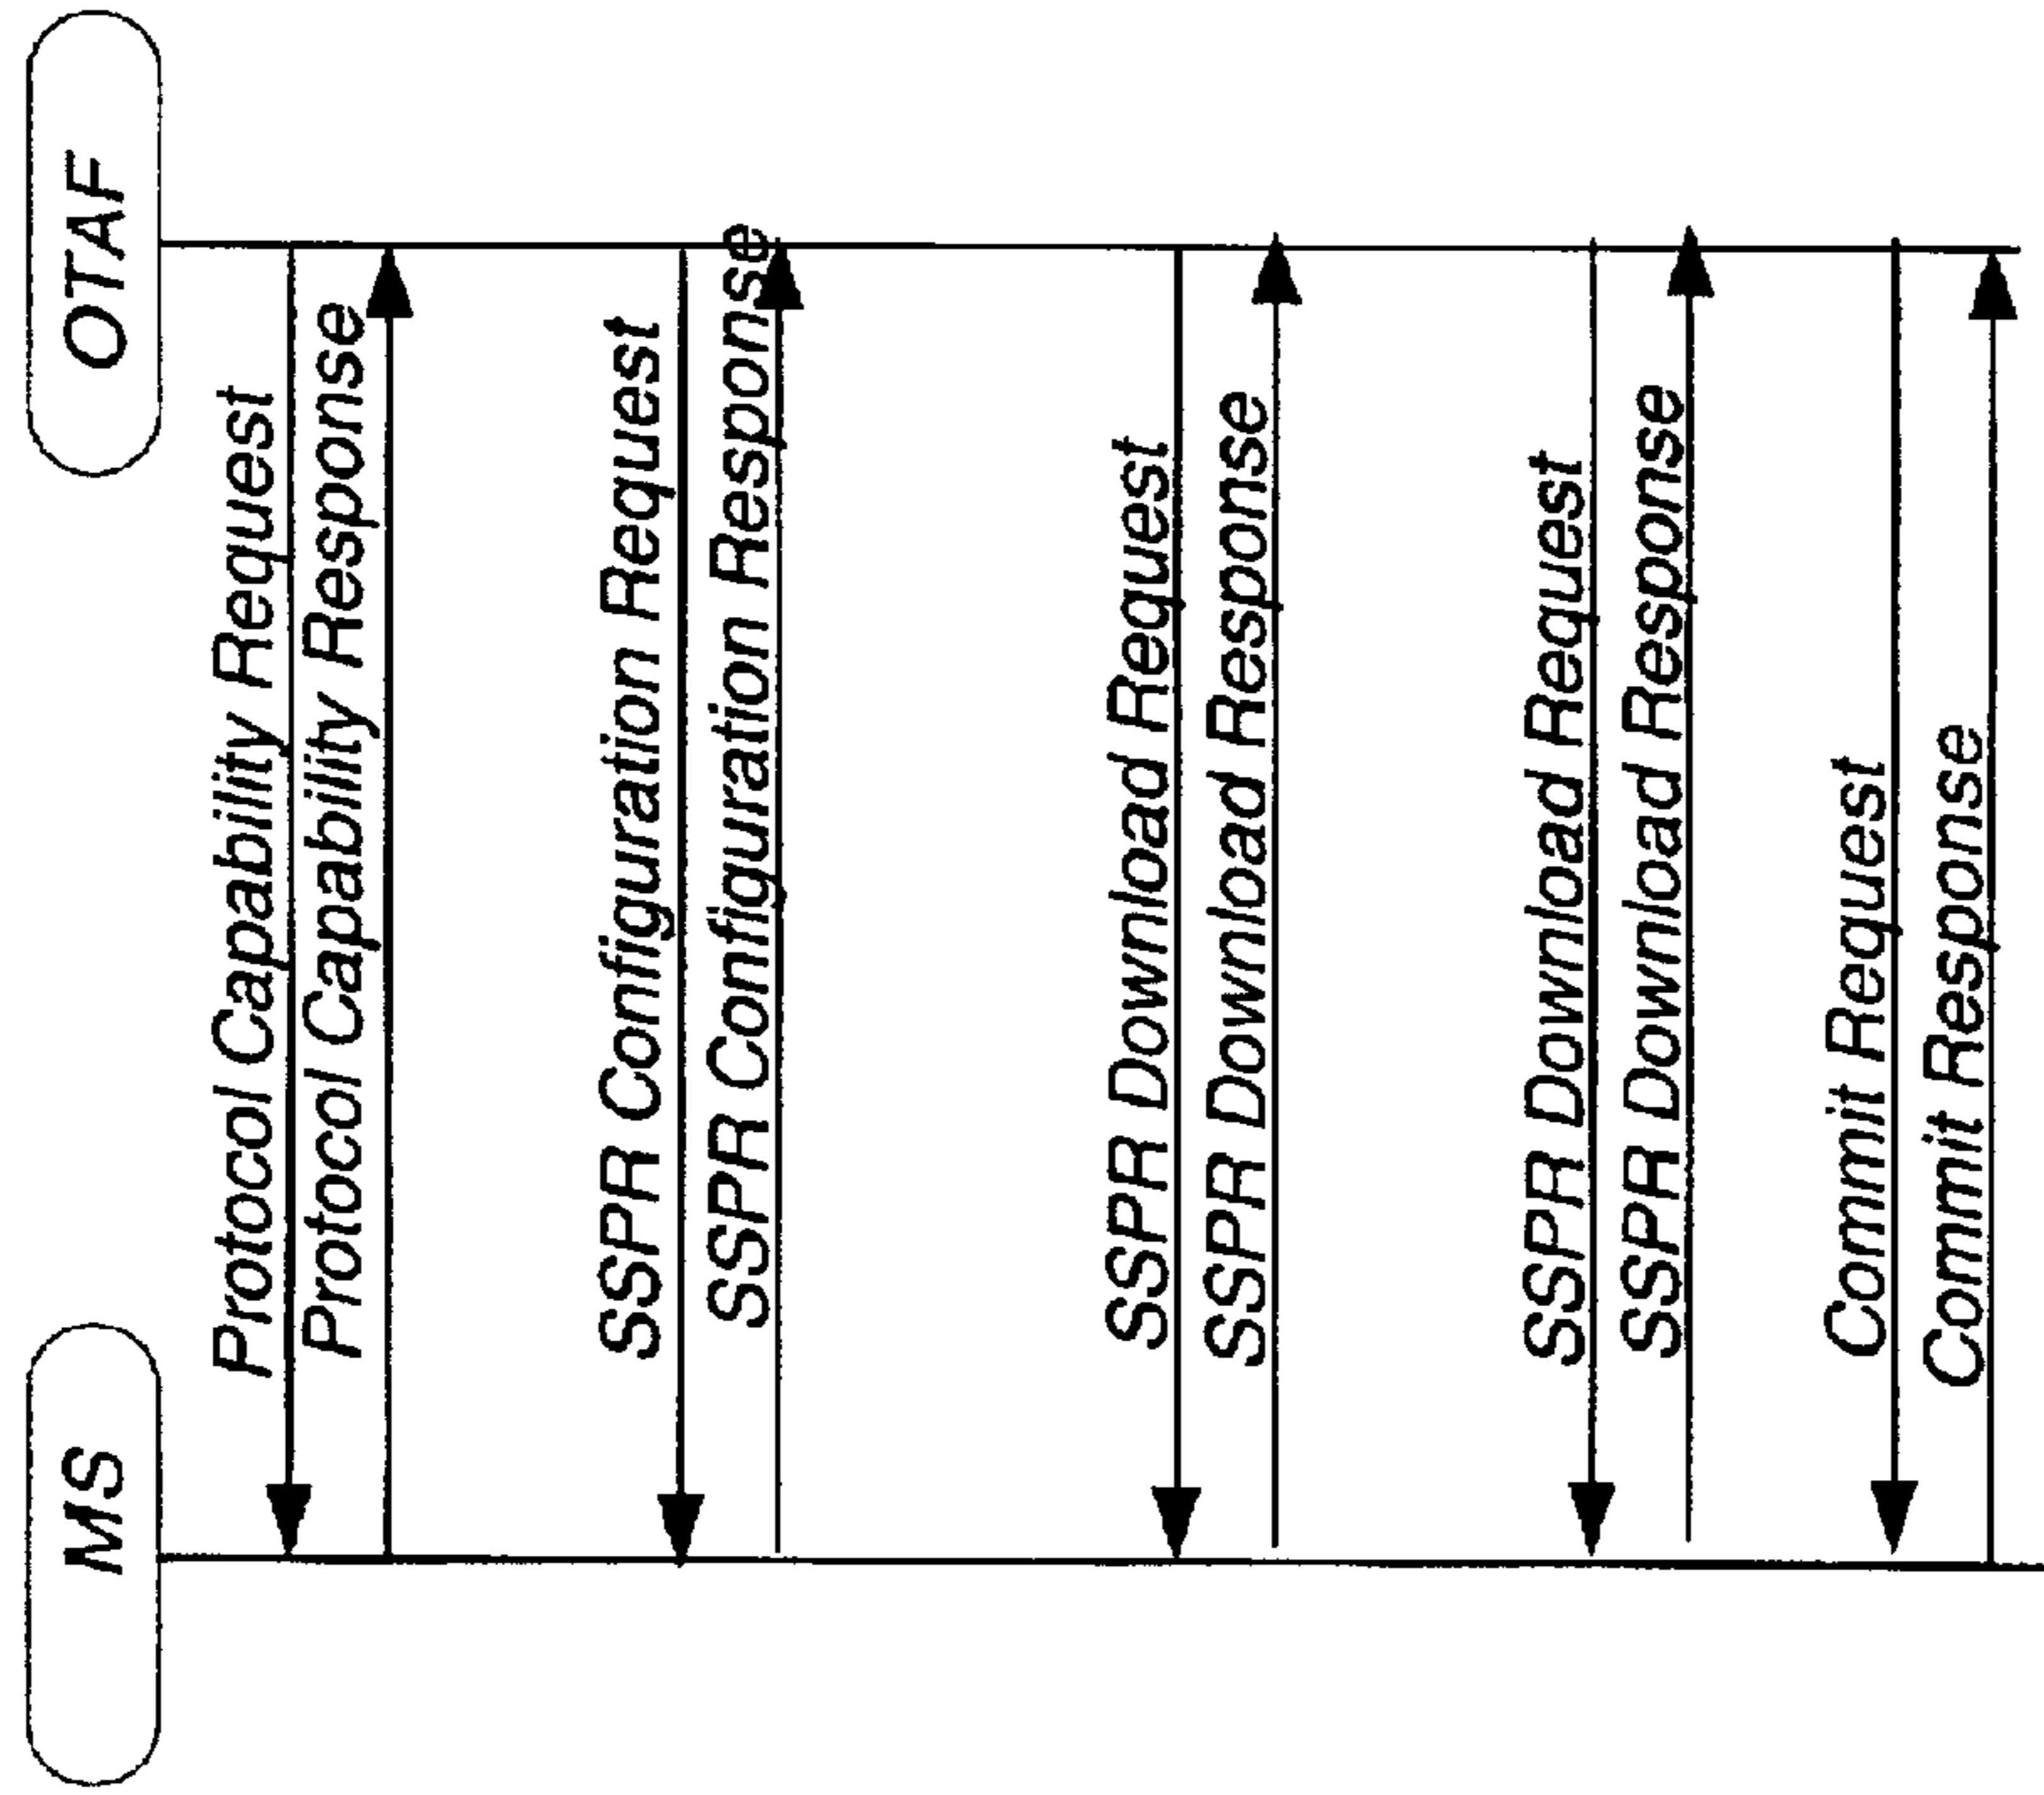 MS
OTAF
Protocol Capability Request
Protocol Capability Response
SSPR Configuration Request
SSPR Configuration Response
SSPR Download Request
SSPR Download Response
SSPR Download Request
SSPR Download Response
Commit Request
Commit Response